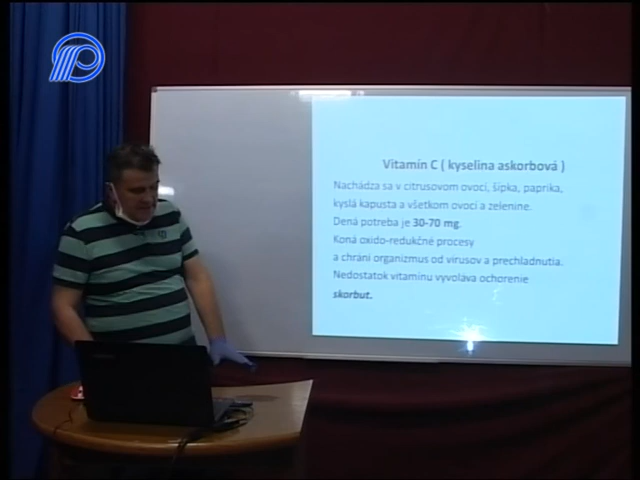 Vitamín C ( kyselina askorbová )
Nachádza sa v citrusovom ovocí, šípka, paprika,
kyslá kapusta a všetkom ovocí a zelenine.
Dená potreba je 30-70 mg.
Koná oxido-redukčné procesy
a chráni organizmus od vírusov a prechladnutia.
Nedostatok vitamínu vyvoláva ochorenie
skorbut.